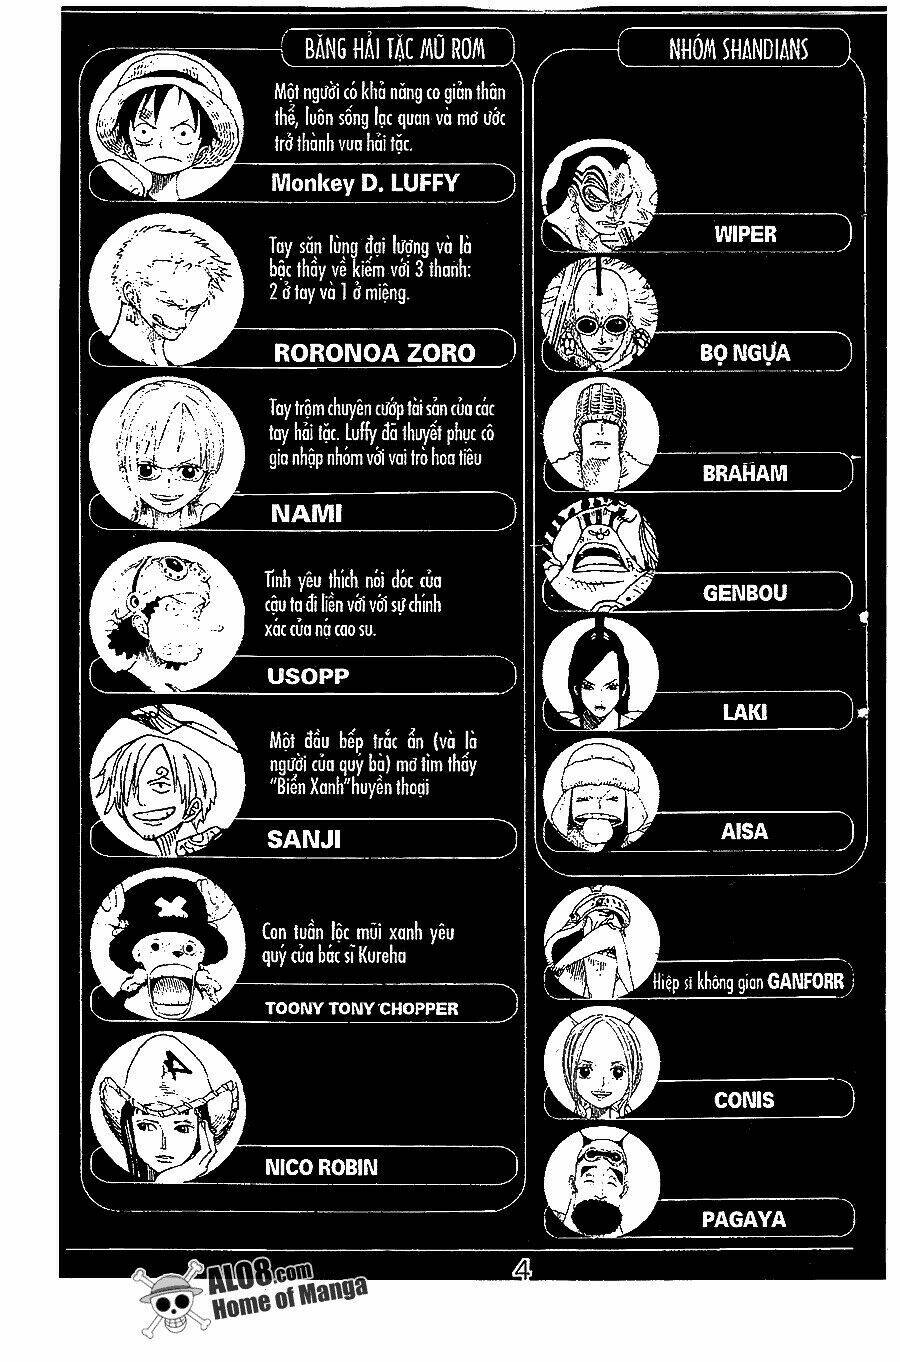 BĂNG HẢI TẶC MŨ ROM
Một người có khả năng co giãn thân
thể, luôn sống lạc quan và mơ ước
trở thành vua hải tặc.
Monkey D. LUFFY
Tay săn lùng đại lượng và là
bậc thầy về kiếm với 3 thanh:
2 ở tay và 1 ở miệng.
RORONOA ZORO
Tay trộm chuyên cướp tài sản của các
tay hải tặc. Luffy đã thuyết phục cô
gia nhập nhóm với vai trò hoa tiêu
NAMI
Tính yêu thích nói dóc của
cậu ta đi liền với với sự chính
xác của ná cao su.
USOPP
Một đầu bếp trắc ẩn (và là
người của quý bà) mơ tìm thấy
"Biển Xanh"huyền thoại
SANJI
Con tuần lộc mũi xanh yêu
quý của bác sĩ Kureha
TOONY TONY CHOPPER
NICO ROBIN
NHÓM SHANDIANS
WIPER
BỌ NGỰA
BRAHAM
GENBOU
LAKI
AISA
Hiệp sĩ không gian GANFORR
CONIS
PAGAYA
4
ALO8.com
Home of Manga